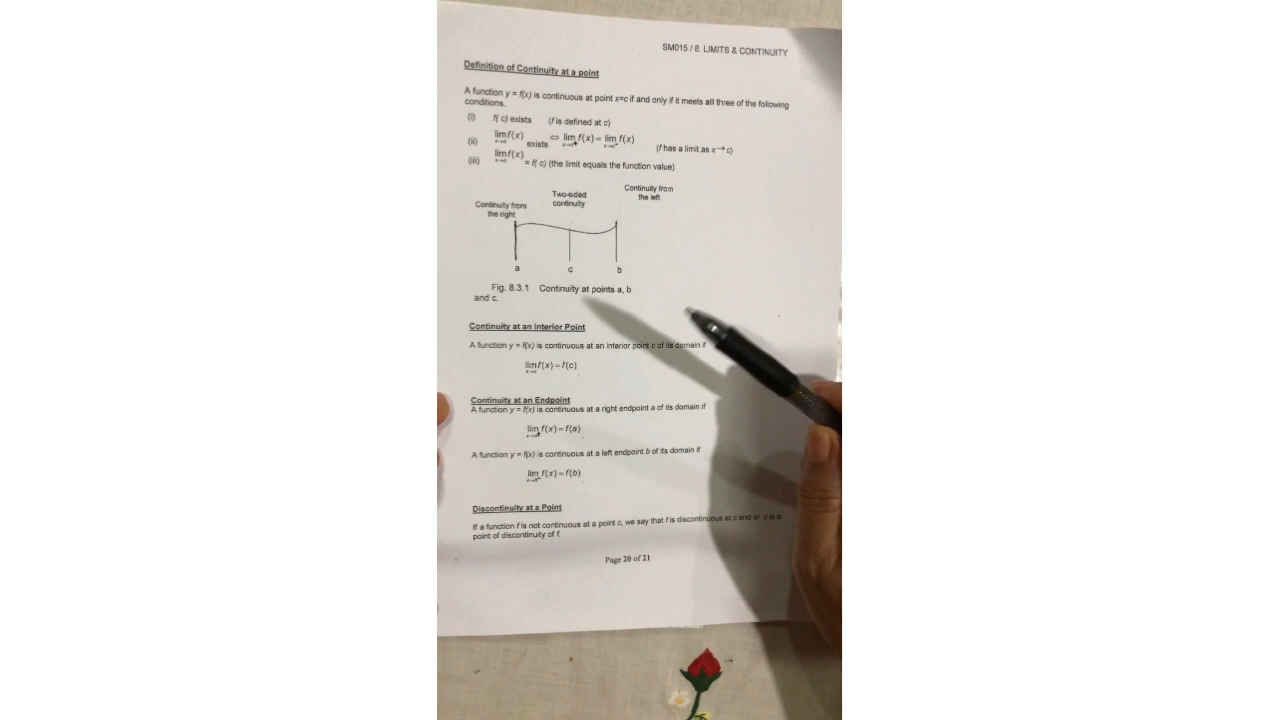 SM015 / 8. LIMITS & CONTINUITY
Definition of Continuity at a point
A function y = f(x) is continuous at point x=c if and only if it meets all three of the following
conditions.
(i) f( c) exists (f is defined at c)
(ii) lim f(x) x→c exists ⇔ lim f(x) = lim f(x) x→c⁺ x→c⁻ (f has a limit as x→c)
(iii) lim f(x) x→c = f( c) (the limit equals the function value)
Continuity from
the right
Two-sided
continuity
Continuity from
the left
a c b
Fig. 8.3.1 Continuity at points a, b
and c.
Continuity at an Interior Point
A function y = f(x) is continuous at an interior point c of its domain if
lim f(x) = f(c) x→c
Continuity at an Endpoint
A function y = f(x) is continuous at a right endpoint a of its domain if
lim f(x) = f(a) x→a⁺
A function y = f(x) is continuous at a left endpoint b of its domain if
lim f(x) = f(b)
Discontinuity at a Point
If a function f is not continuous at a point c, we say that f is discontinuous at c and c is a
point of discontinuity of f.
Page 20 of 21